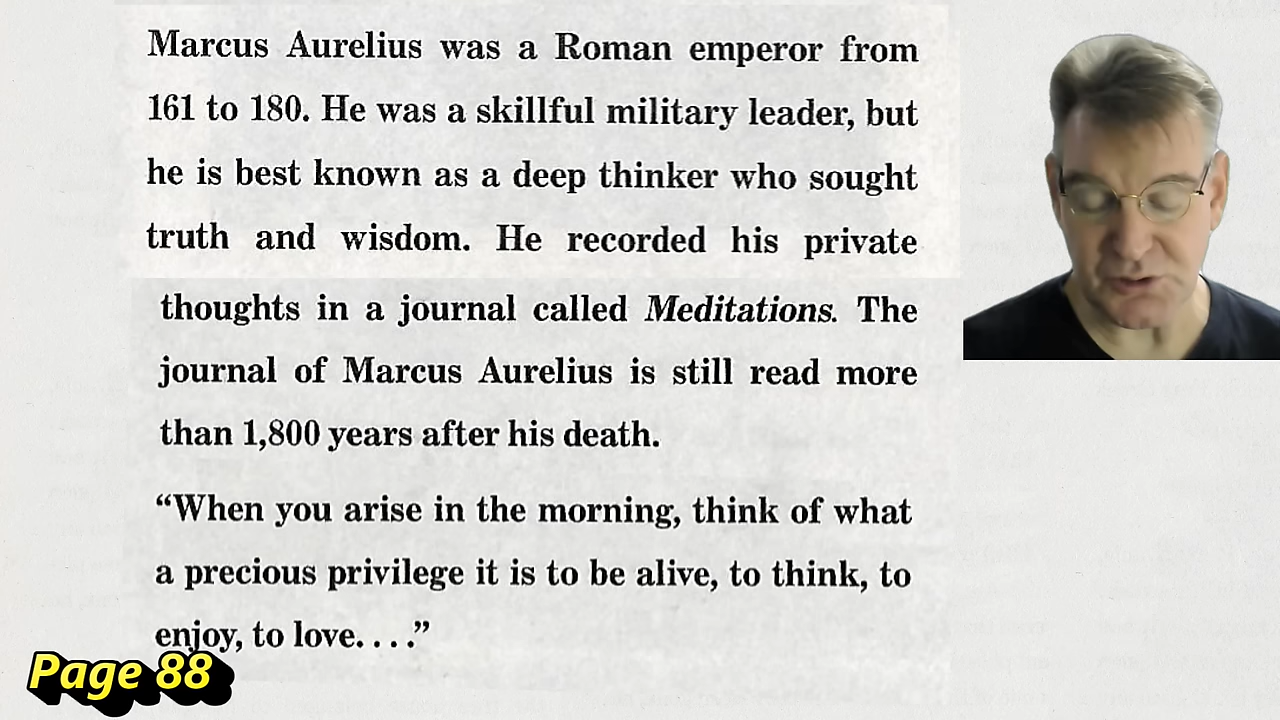 Marcus Aurelius was a Roman emperor from
161 to 180. He was a skillful military leader, but
he is best known as a deep thinker who sought
truth and wisdom. He recorded his private
thoughts in a journal called Meditations. The
journal of Marcus Aurelius is still read more
than 1,800 years after his death.
“When you arise in the morning, think of what
a precious privilege it is to be alive, to think, to
enjoy, to love. . . .”
Page 88